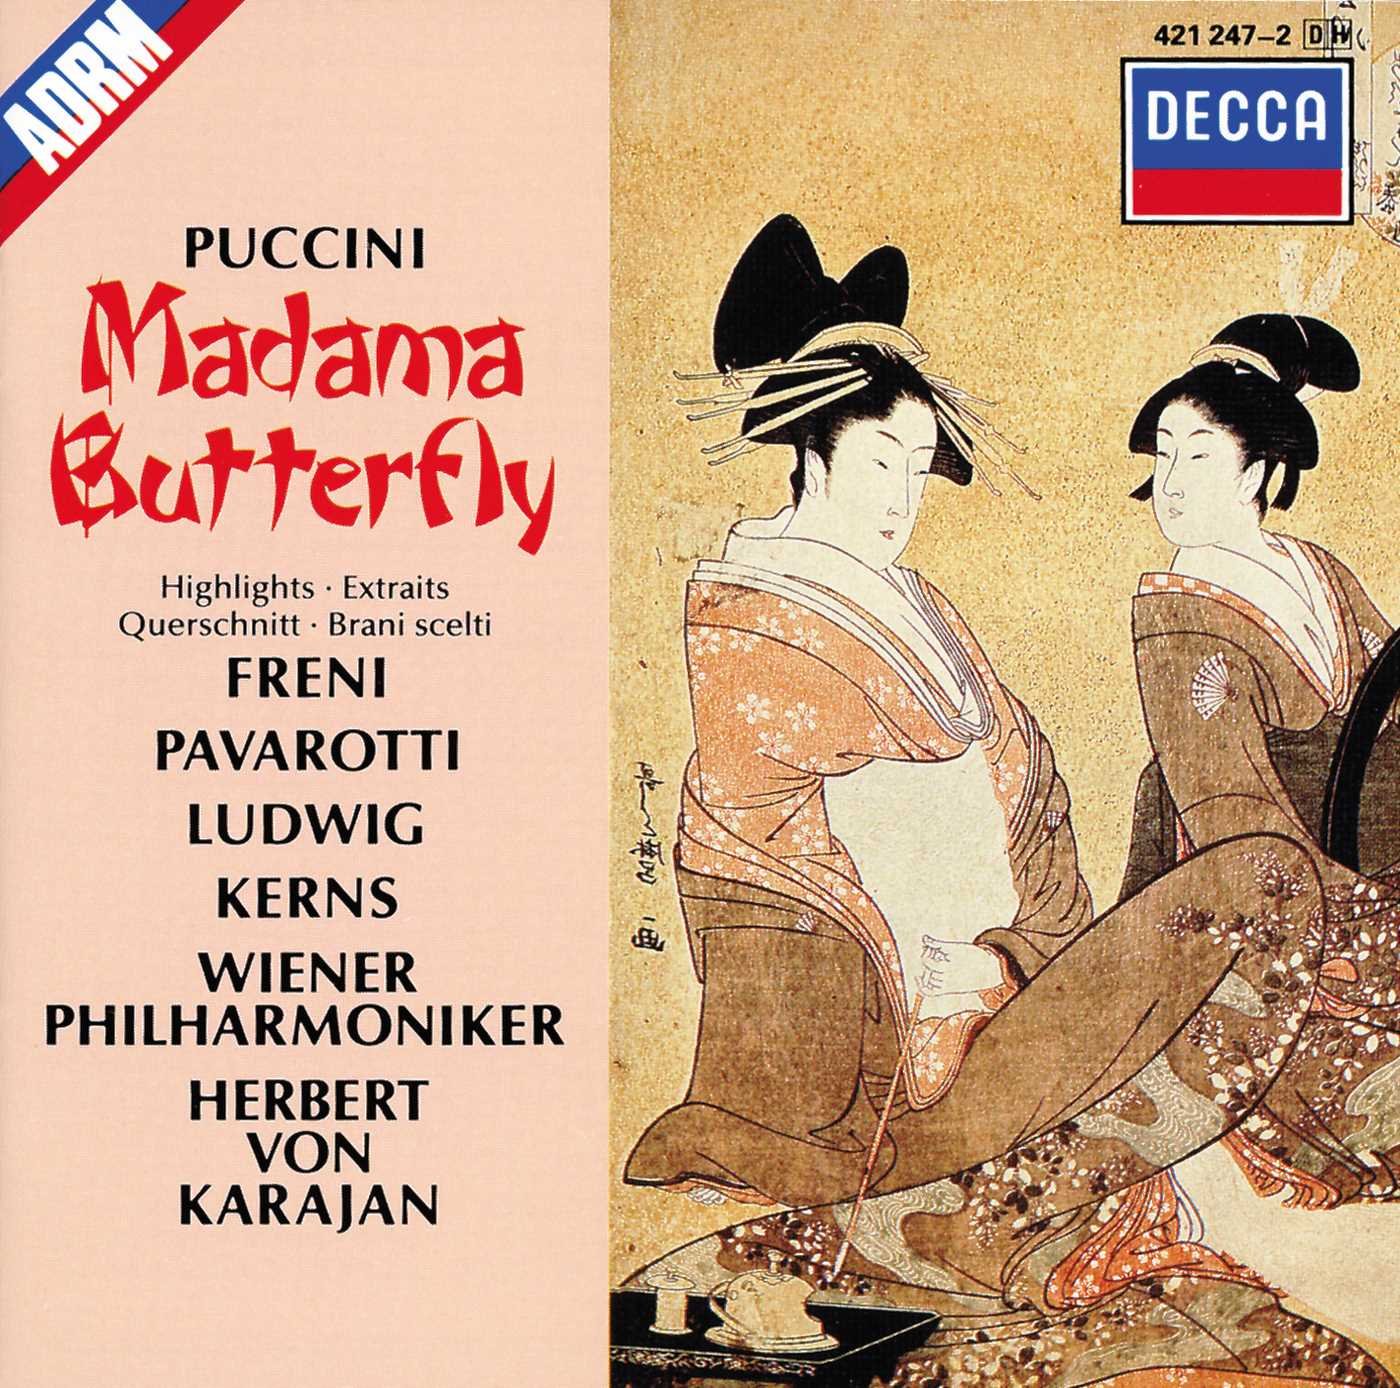 ADRM
421 247–2 DH
DECCA
PUCCINI
Madama
Butterfly
Highlights · Extraits
Querschnitt · Brani scelti
FRENI
PAVAROTTI
LUDWIG
KERNS
WIENER
PHILHARMONIKER
HERBERT
VON
KARAJAN